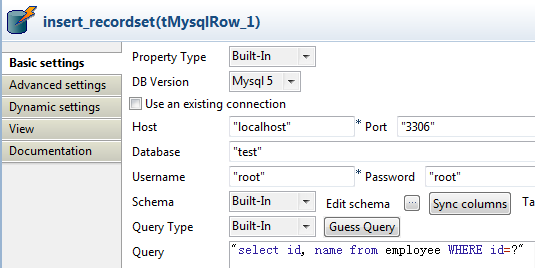 insert_recordset(tMysqlRow_1)
Basic settings
Advanced settings
Dynamic settings
View
Documentation
Property Type Built-In
DB Version Mysql 5
Use an existing connection
Host "localhost" * Port "3306"
Database "test"
Username "root" * Password "root"
Schema Built-In Edit schema ... Sync columns Ta
Query Type Built-In Guess Query
Query "select id, name from employee WHERE id=?"